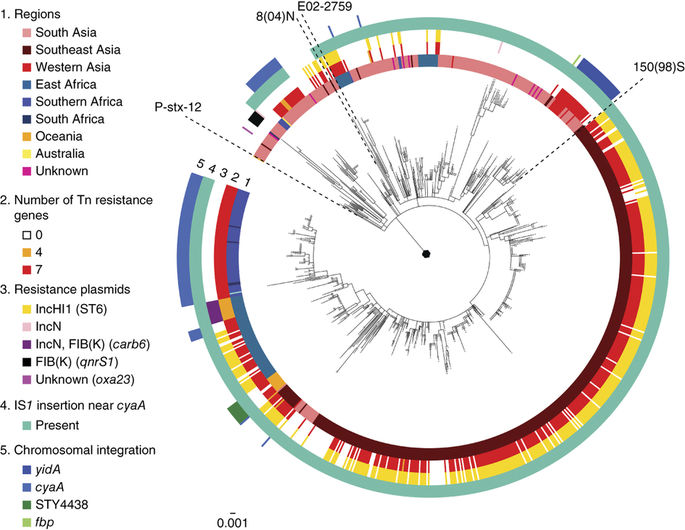 1. Regions
South Asia
Southeast Asia
Western Asia
East Africa
Southern Africa
South Africa
Oceania
Australia
Unknown
2. Number of Tn resistance
genes
0
4
7
3. Resistance plasmids
IncHI1 (ST6)
IncN
IncN, FIB(K) (carb6)
FIB(K) (qnrS1)
Unknown (oxa23)
4. IS1 insertion near cyaA
Present
5. Chromosomal integration
yidA
cyaA
STY4438
fbp
E02-2759
8(04)N
150(98)S
P-stx-12
5 4 3 2 1
0.001